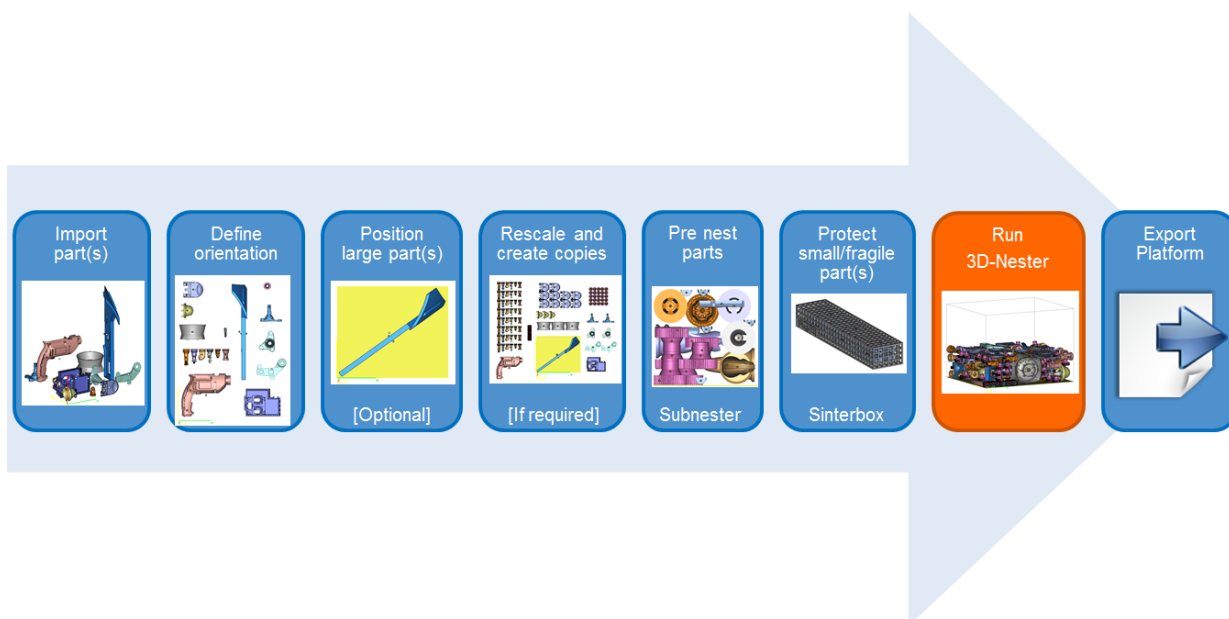 Import
part(s)
Define
orientation
Position
large part(s)
[Optional]
Rescale and
create copies
[If required]
Pre nest
parts
Subnester
Protect
small/fragile
part(s)
Sinterbox
Run
3D-Nester
Export
Platform